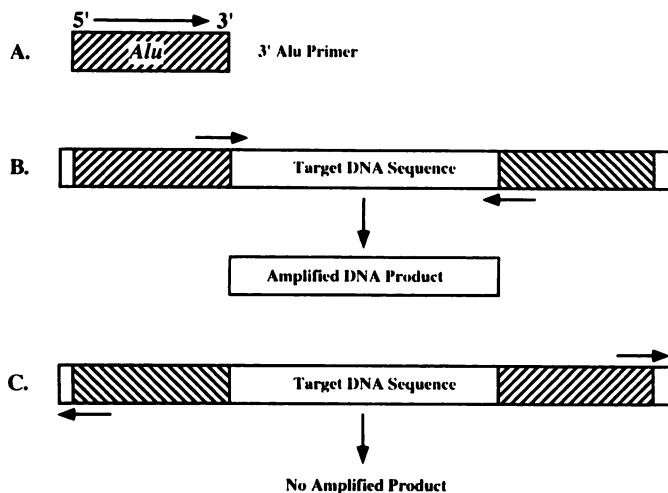 5' 3'
A. Alu 3' Alu Primer
B. Target DNA Sequence
Amplified DNA Product
C. Target DNA Sequence
No Amplified Product